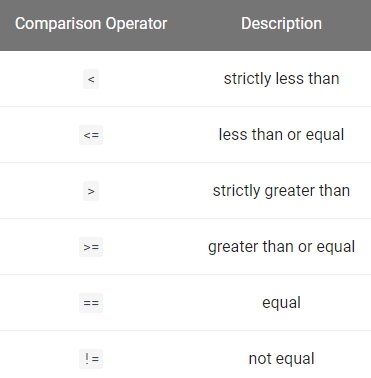 Comparison Operator Description
< strictly less than
<= less than or equal
> strictly greater than
>= greater than or equal
== equal
!= not equal